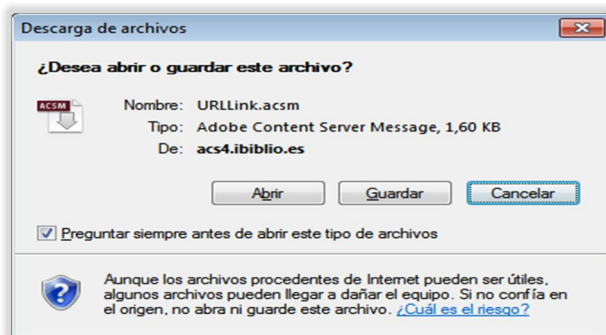 Descarga de archivos
¿Desea abrir o guardar este archivo?
ACSM
Nombre: URLLink.acsm
Tipo: Adobe Content Server Message, 1,60 KB
De: acs4.ibiblio.es
Abrir Guardar Cancelar
Preguntar siempre antes de abrir este tipo de archivos
Aunque los archivos procedentes de Internet pueden ser útiles,
algunos archivos pueden llegar a dañar el equipo. Si no confía en
el origen, no abra ni guarde este archivo. ¿Cuál es el riesgo?